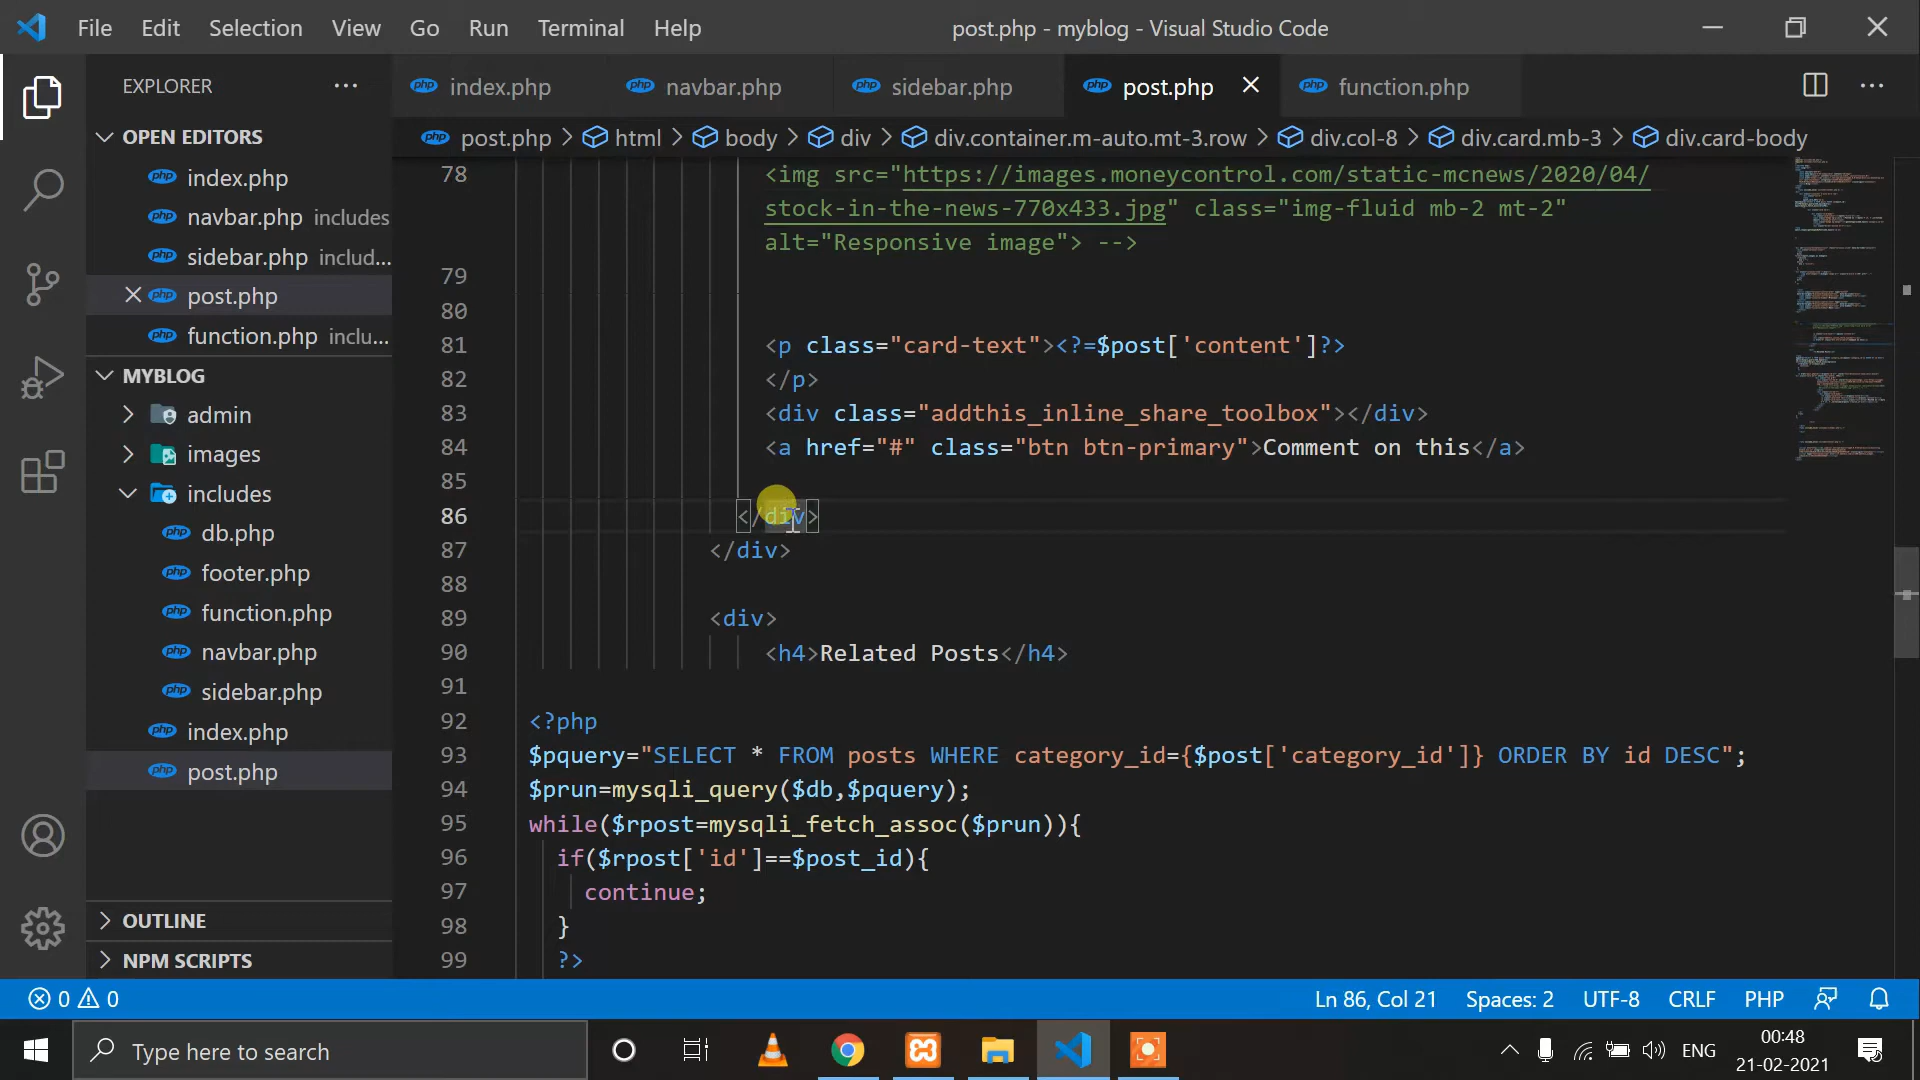 File Edit Selection View Go Run Terminal Help
post.php - myblog - Visual Studio Code
EXPLORER
index.php
navbar.php
sidebar.php
post.php
function.php
OPEN EDITORS
post.php > html > body > div > div.container.m-auto.mt-3.row > div.col-8 > div.card.mb-3 > div.card-body
index.php
navbar.php includes
sidebar.php includ...
post.php
function.php inclu...
MYBLOG
admin
images
includes
db.php
footer.php
function.php
navbar.php
sidebar.php
index.php
post.php
OUTLINE
NPM SCRIPTS
78 <img src="https://images.moneycontrol.com/static-mcnews/2020/04/
stock-in-the-news-770x433.jpg" class="img-fluid mb-2 mt-2"
alt="Responsive image"> -->
79
80
81 <p class="card-text"><?=$post['content']?>
82 </p>
83 <div class="addthis_inline_share_toolbox"></div>
84 <a href="#" class="btn btn-primary">Comment on this</a>
85
86 </div>
87 </div>
88
89 <div>
90 <h4>Related Posts</h4>
91
92 <?php
93 $pquery="SELECT * FROM posts WHERE category_id={$post['category_id']} ORDER BY id DESC";
94 $prun=mysqli_query($db,$pquery);
95 while($rpost=mysqli_fetch_assoc($prun)){
96 if($rpost['id']==$post_id){
97 continue;
98 }
99 ?>
0 0
Ln 86, Col 21 Spaces: 2 UTF-8 CRLF PHP
Type here to search
ENG
00:48
21-02-2021